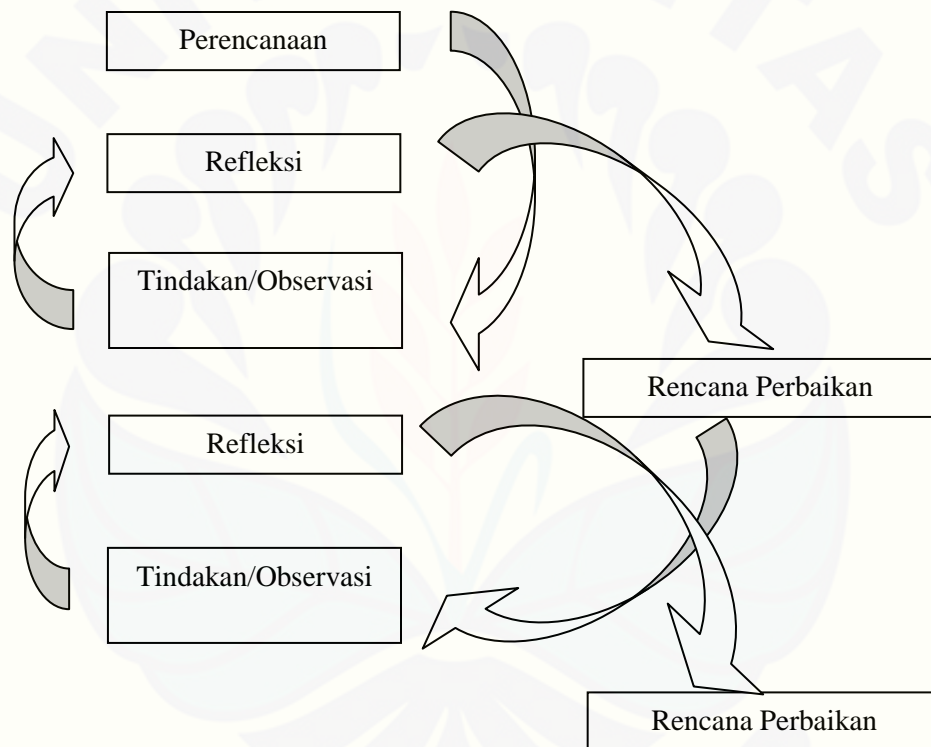 Perencanaan
Refleksi
Tindakan/Observasi
Rencana Perbaikan
Refleksi
Tindakan/Observasi
Rencana Perbaikan